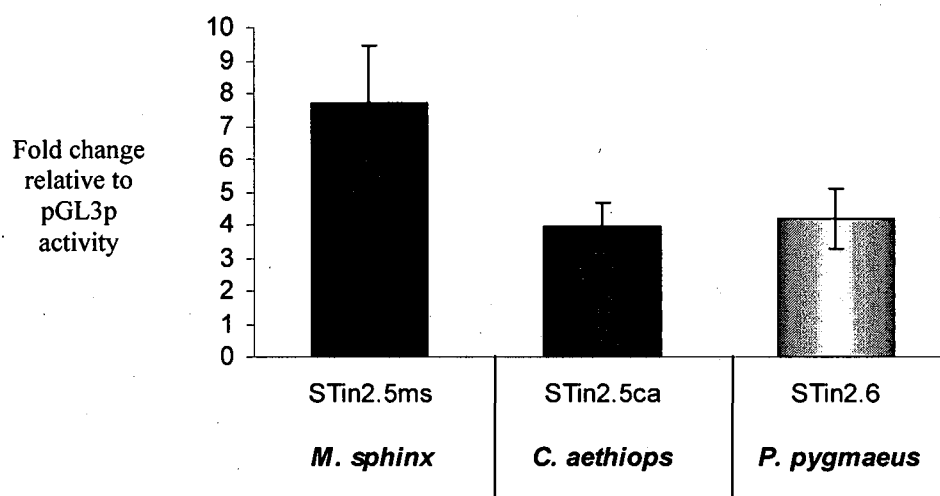 10
9
8
7
6
5
4
3
2
1
0
Fold change
relative to
pGL3p
activity
STin2.5ms STin2.5ca STin2.6
M. sphinx C. aethiops P. pygmaeus